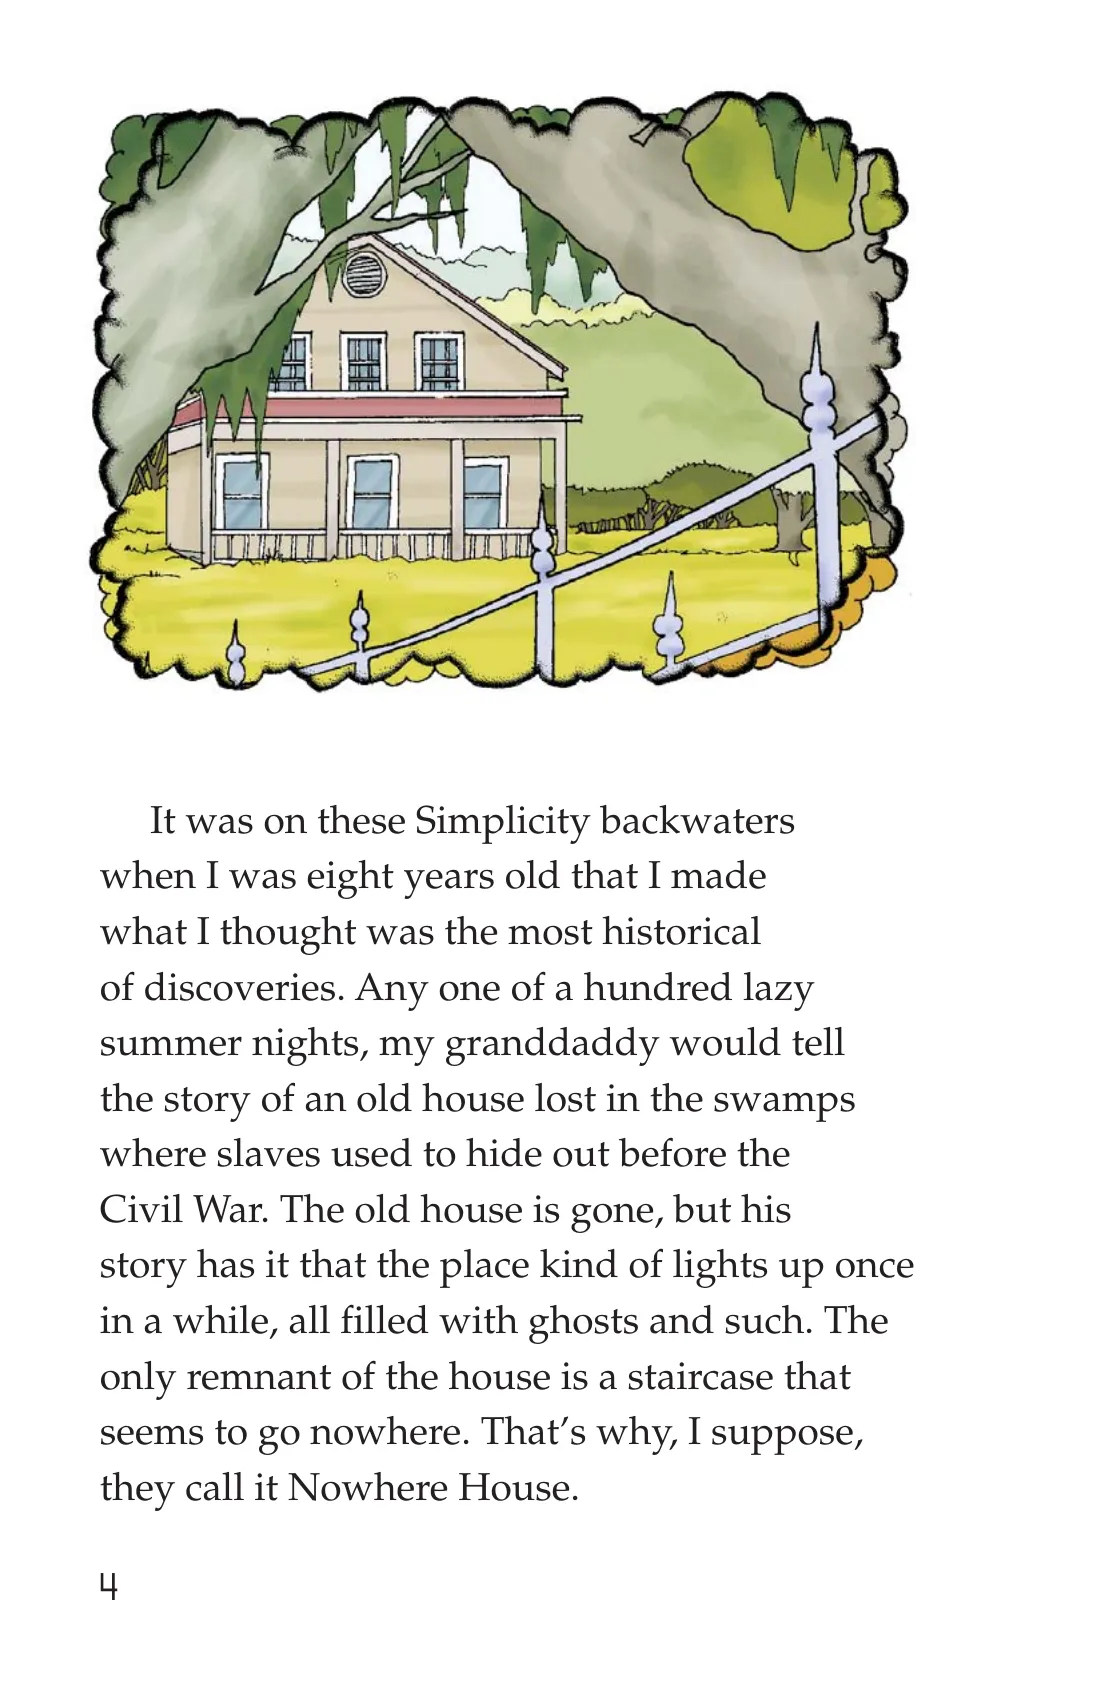 It was on these Simplicity backwaters
when I was eight years old that I made
what I thought was the most historical
of discoveries. Any one of a hundred lazy
summer nights, my granddaddy would tell
the story of an old house lost in the swamps
where slaves used to hide out before the
Civil War. The old house is gone, but his
story has it that the place kind of lights up once
in a while, all filled with ghosts and such. The
only remnant of the house is a staircase that
seems to go nowhere. That’s why, I suppose,
they call it Nowhere House.
4